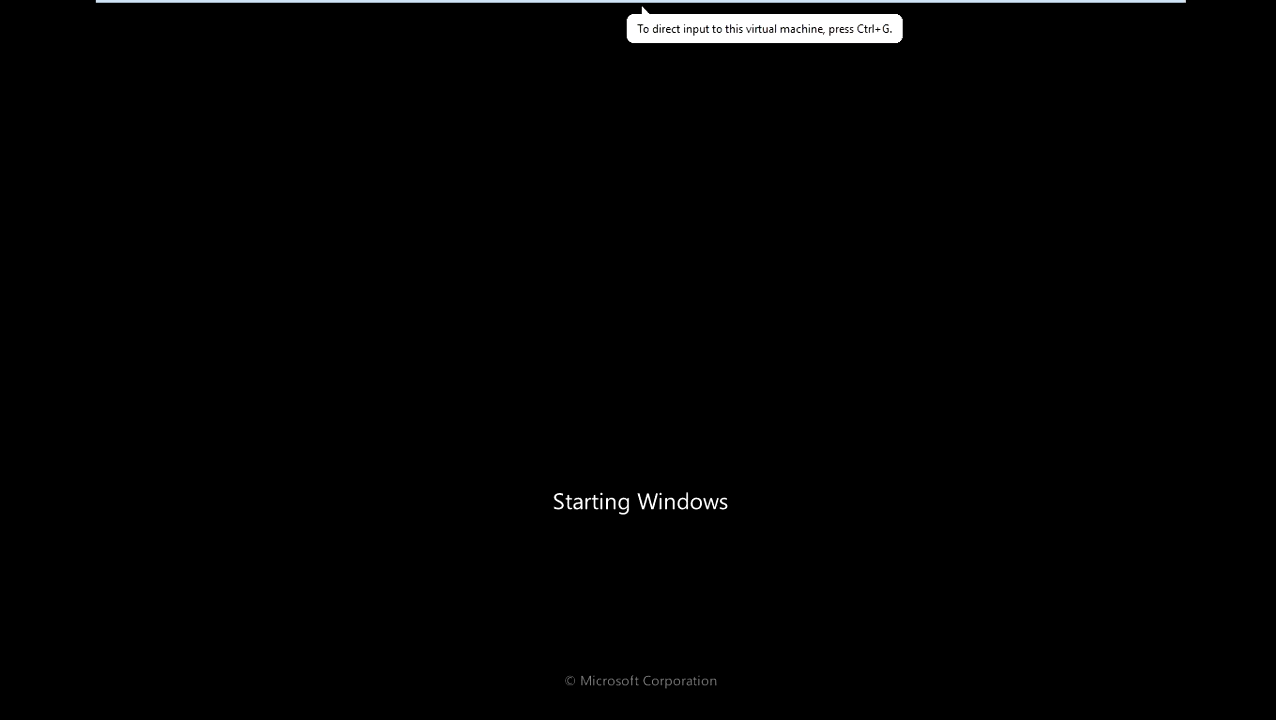 To direct input to this virtual machine, press Ctrl+G.
Starting Windows
© Microsoft Corporation